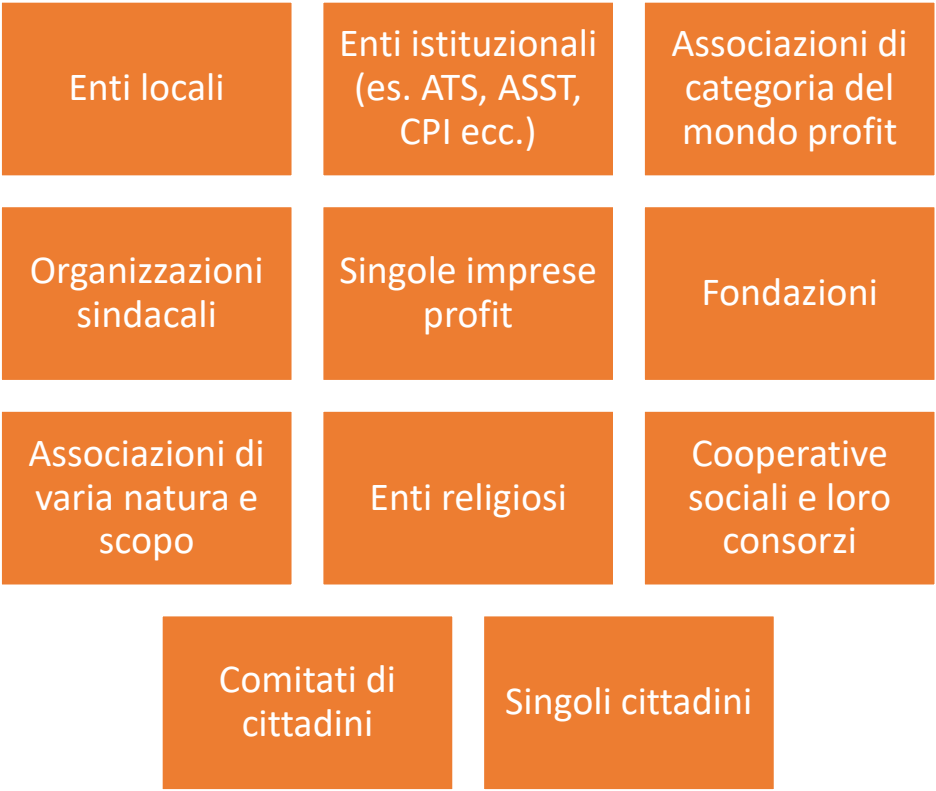 Enti locali
Enti istituzionali
(es. ATS, ASST,
CPI ecc.)
Associazioni di
categoria del
mondo profit
Organizzazioni
sindacali
Singole imprese
profit
Fondazioni
Associazioni di
varia natura e
scopo
Enti religiosi
Cooperative
sociali e loro
consorzi
Comitati di
cittadini
Singoli cittadini